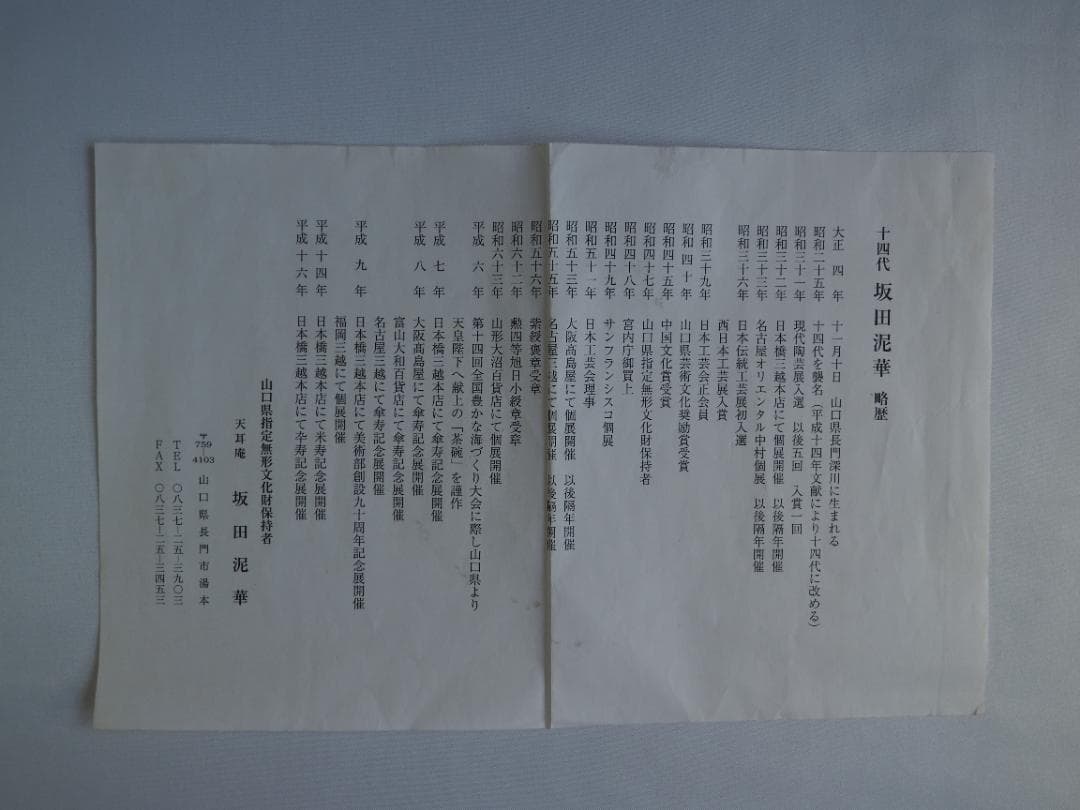 十四代 坂田泥華 略歴
大正 四 年 十一月十日 山口県長門深川に生まれる
昭和二十五年 十四代を襲名(平成十四年文献により十四代に改める)
昭和三十一年 現代陶芸展入選 以後五回 入賞一回
昭和三十二年 日本橋三越本店にて個展開催 以後隔年開催
昭和三十三年 名古屋オリエンタル中村個展 以後隔年開催
昭和三十六年 日本伝統工芸展初入選
西日本工芸展入賞
昭和三十九年 日本工芸会正会員
昭和 四十 年 山口県芸術文化奨励賞受賞
昭和四十五年 中国文化賞受賞
昭和四十七年 山口県指定無形文化財保持者
昭和四十八年 宮内庁御買上
昭和四十九年 サンフランシスコ個展
昭和五十一年 日本工芸会理事
昭和五十三年 大阪髙島屋にて個展開催 以後隔年開催
昭和五十五年 名古屋三越にて個展開催 以後隔年開催
昭和五十六年 紫綬褒章受章
昭和六十二年 勲四等旭日小綬章受章
昭和六十三年 山形大沼百貨店にて個展開催
平成 六 年 第十四回全国豊かな海づくり大会に際し山口県より
天皇陛下へ献上の「茶碗」を謹作
平成 七 年 日本橋三越本店にて傘寿記念展開催
平成 八 年 大阪髙島屋にて傘寿記念展開催
富山大和百貨店にて傘寿記念展開催
名古屋三越にて傘寿記念展開催
平成 九 年 日本橋三越本店にて美術部創設九十周年記念展開催
福岡三越にて個展開催
平成十四年 日本橋三越本店にて米寿記念展開催
平成十六年 日本橋三越本店にて卒寿記念展開催
山口県指定無形文化財保持者
天耳庵 坂田泥華
〒759-4103 山口県長門市湯本
TEL 〇八三七-二五-三九〇三
FAX 〇八三七-二五-三四五三